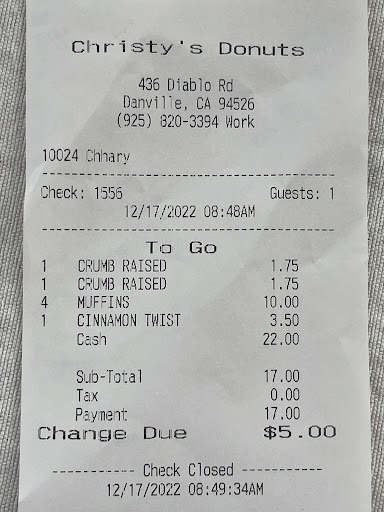 Christy's Donuts
436 Diablo Rd
Danville, CA 94526
(925) 820-3394 Work
10024 Chhary
Check: 1556 Guests: 1
12/17/2022 08:48AM
To Go
1 CRUMB RAISED 1.75
1 CRUMB RAISED 1.75
4 MUFFINS 10.00
1 CINNAMON TWIST 3.50
Cash 22.00
Sub-Total 17.00
Tax 0.00
Payment 17.00
Change Due $5.00
----------- Check Closed -----------
12/17/2022 08:49:34AM